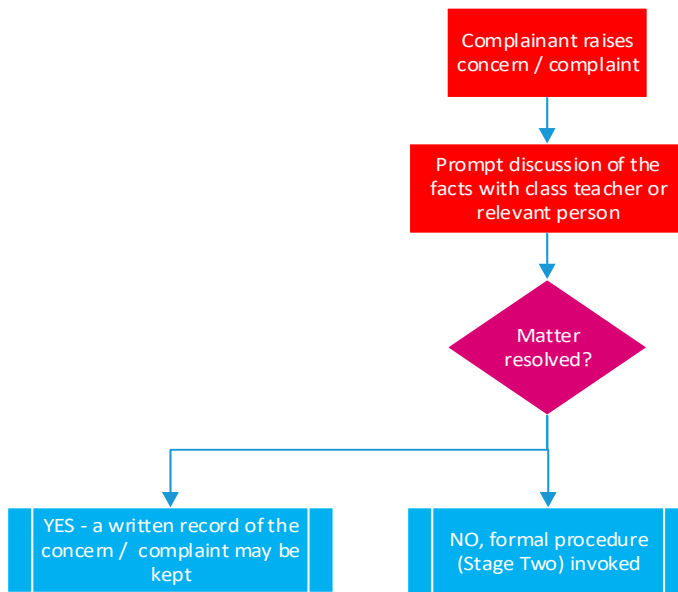 Complainant raises
concern / complaint
Prompt discussion of the
facts with class teacher or
relevant person
Matter
resolved?
YES - a written record of the
concern /  complaint may be
kept
NO, formal procedure
(Stage Two) invoked